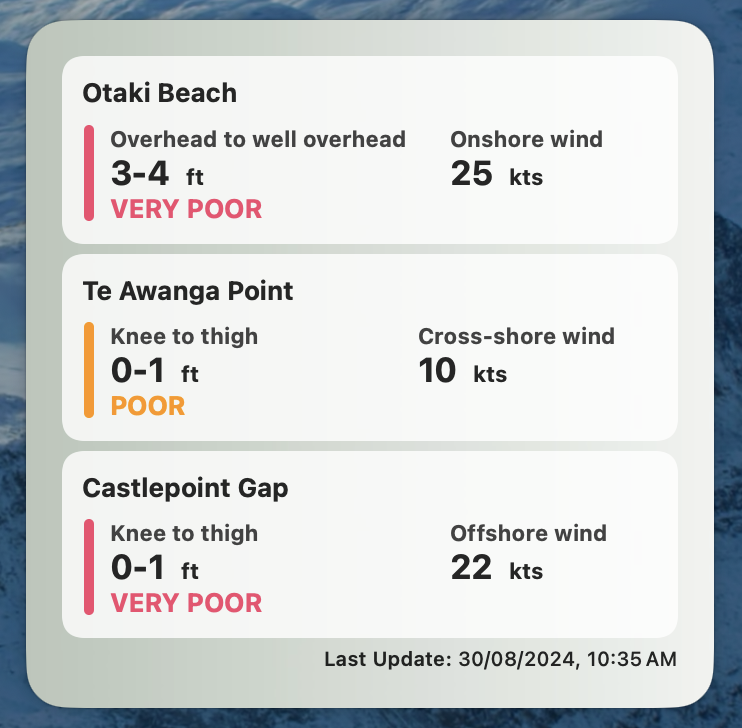 Otaki Beach
Overhead to well overhead Onshore wind
3-4 ft 25 kts
VERY POOR
Te Awanga Point
Knee to thigh Cross-shore wind
0-1 ft 10 kts
POOR
Castlepoint Gap
Knee to thigh Offshore wind
0-1 ft 22 kts
VERY POOR
Last Update: 30/08/2024, 10:35 AM